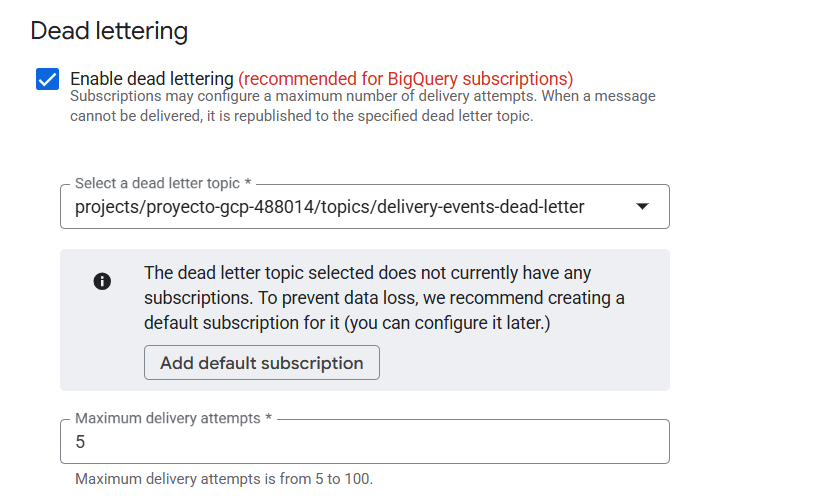 Dead lettering
Enable dead lettering (recommended for BigQuery subscriptions)
Subscriptions may configure a maximum number of delivery attempts. When a message
cannot be delivered, it is republished to the specified dead letter topic.
Select a dead letter topic *
projects/proyecto-gcp-488014/topics/delivery-events-dead-letter
The dead letter topic selected does not currently have any
subscriptions. To prevent data loss, we recommend creating a
default subscription for it (you can configure it later.)
Add default subscription
Maximum delivery attempts *
5
Maximum delivery attempts is from 5 to 100.